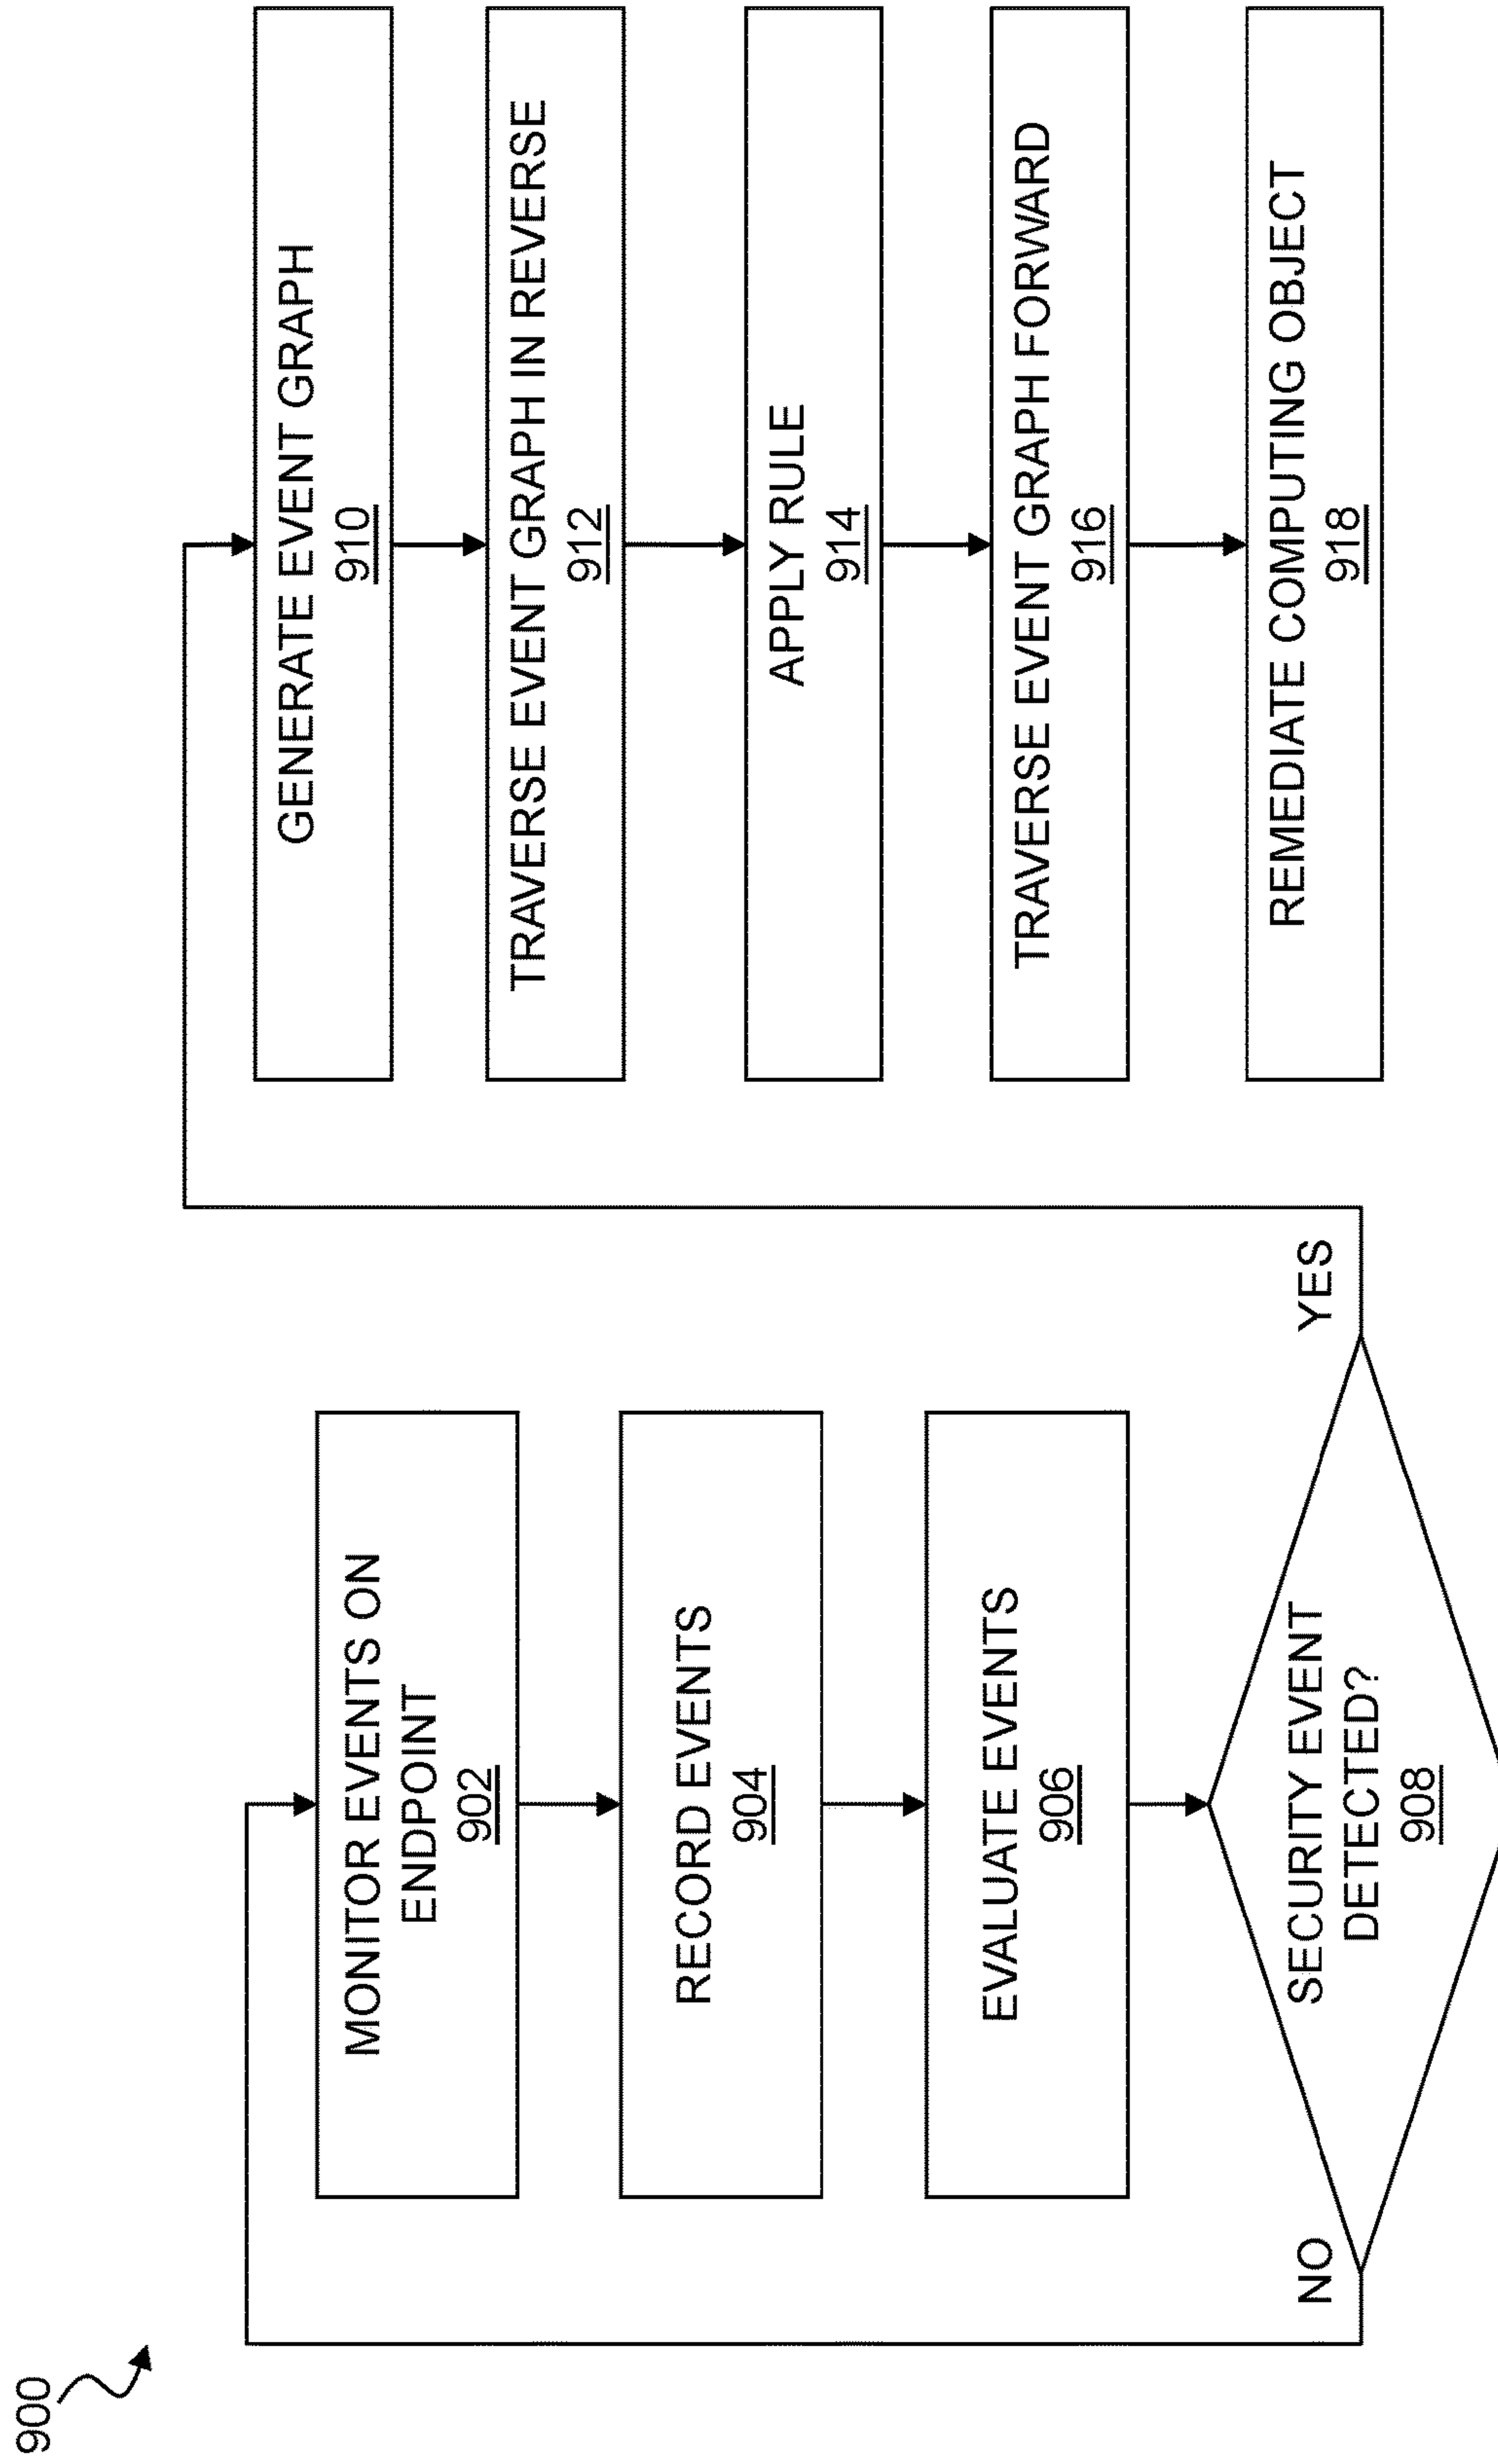 900
MONITOR EVENTS ON
ENDPOINT
902
RECORD EVENTS
904
EVALUATE EVENTS
906
SECURITY EVENT
DETECTED?
908
NO
YES
GENERATE EVENT GRAPH
910
TRAVERSE EVENT GRAPH IN REVERSE
912
APPLY RULE
914
TRAVERSE EVENT GRAPH FORWARD
916
REMEDIATE COMPUTING OBJECT
918